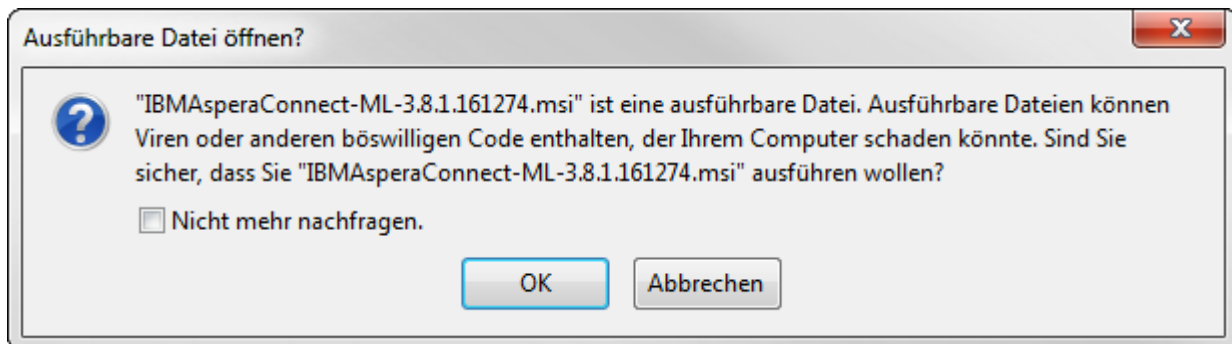 Ausführbare Datei öffnen?
"IBMAsperaConnect-ML-3.8.1.161274.msi" ist eine ausführbare Datei. Ausführbare Dateien können
Viren oder anderen böswilligen Code enthalten, der Ihrem Computer schaden könnte. Sind Sie
sicher, dass Sie "IBMAsperaConnect-ML-3.8.1.161274.msi" ausführen wollen?
Nicht mehr nachfragen.
OK
Abbrechen